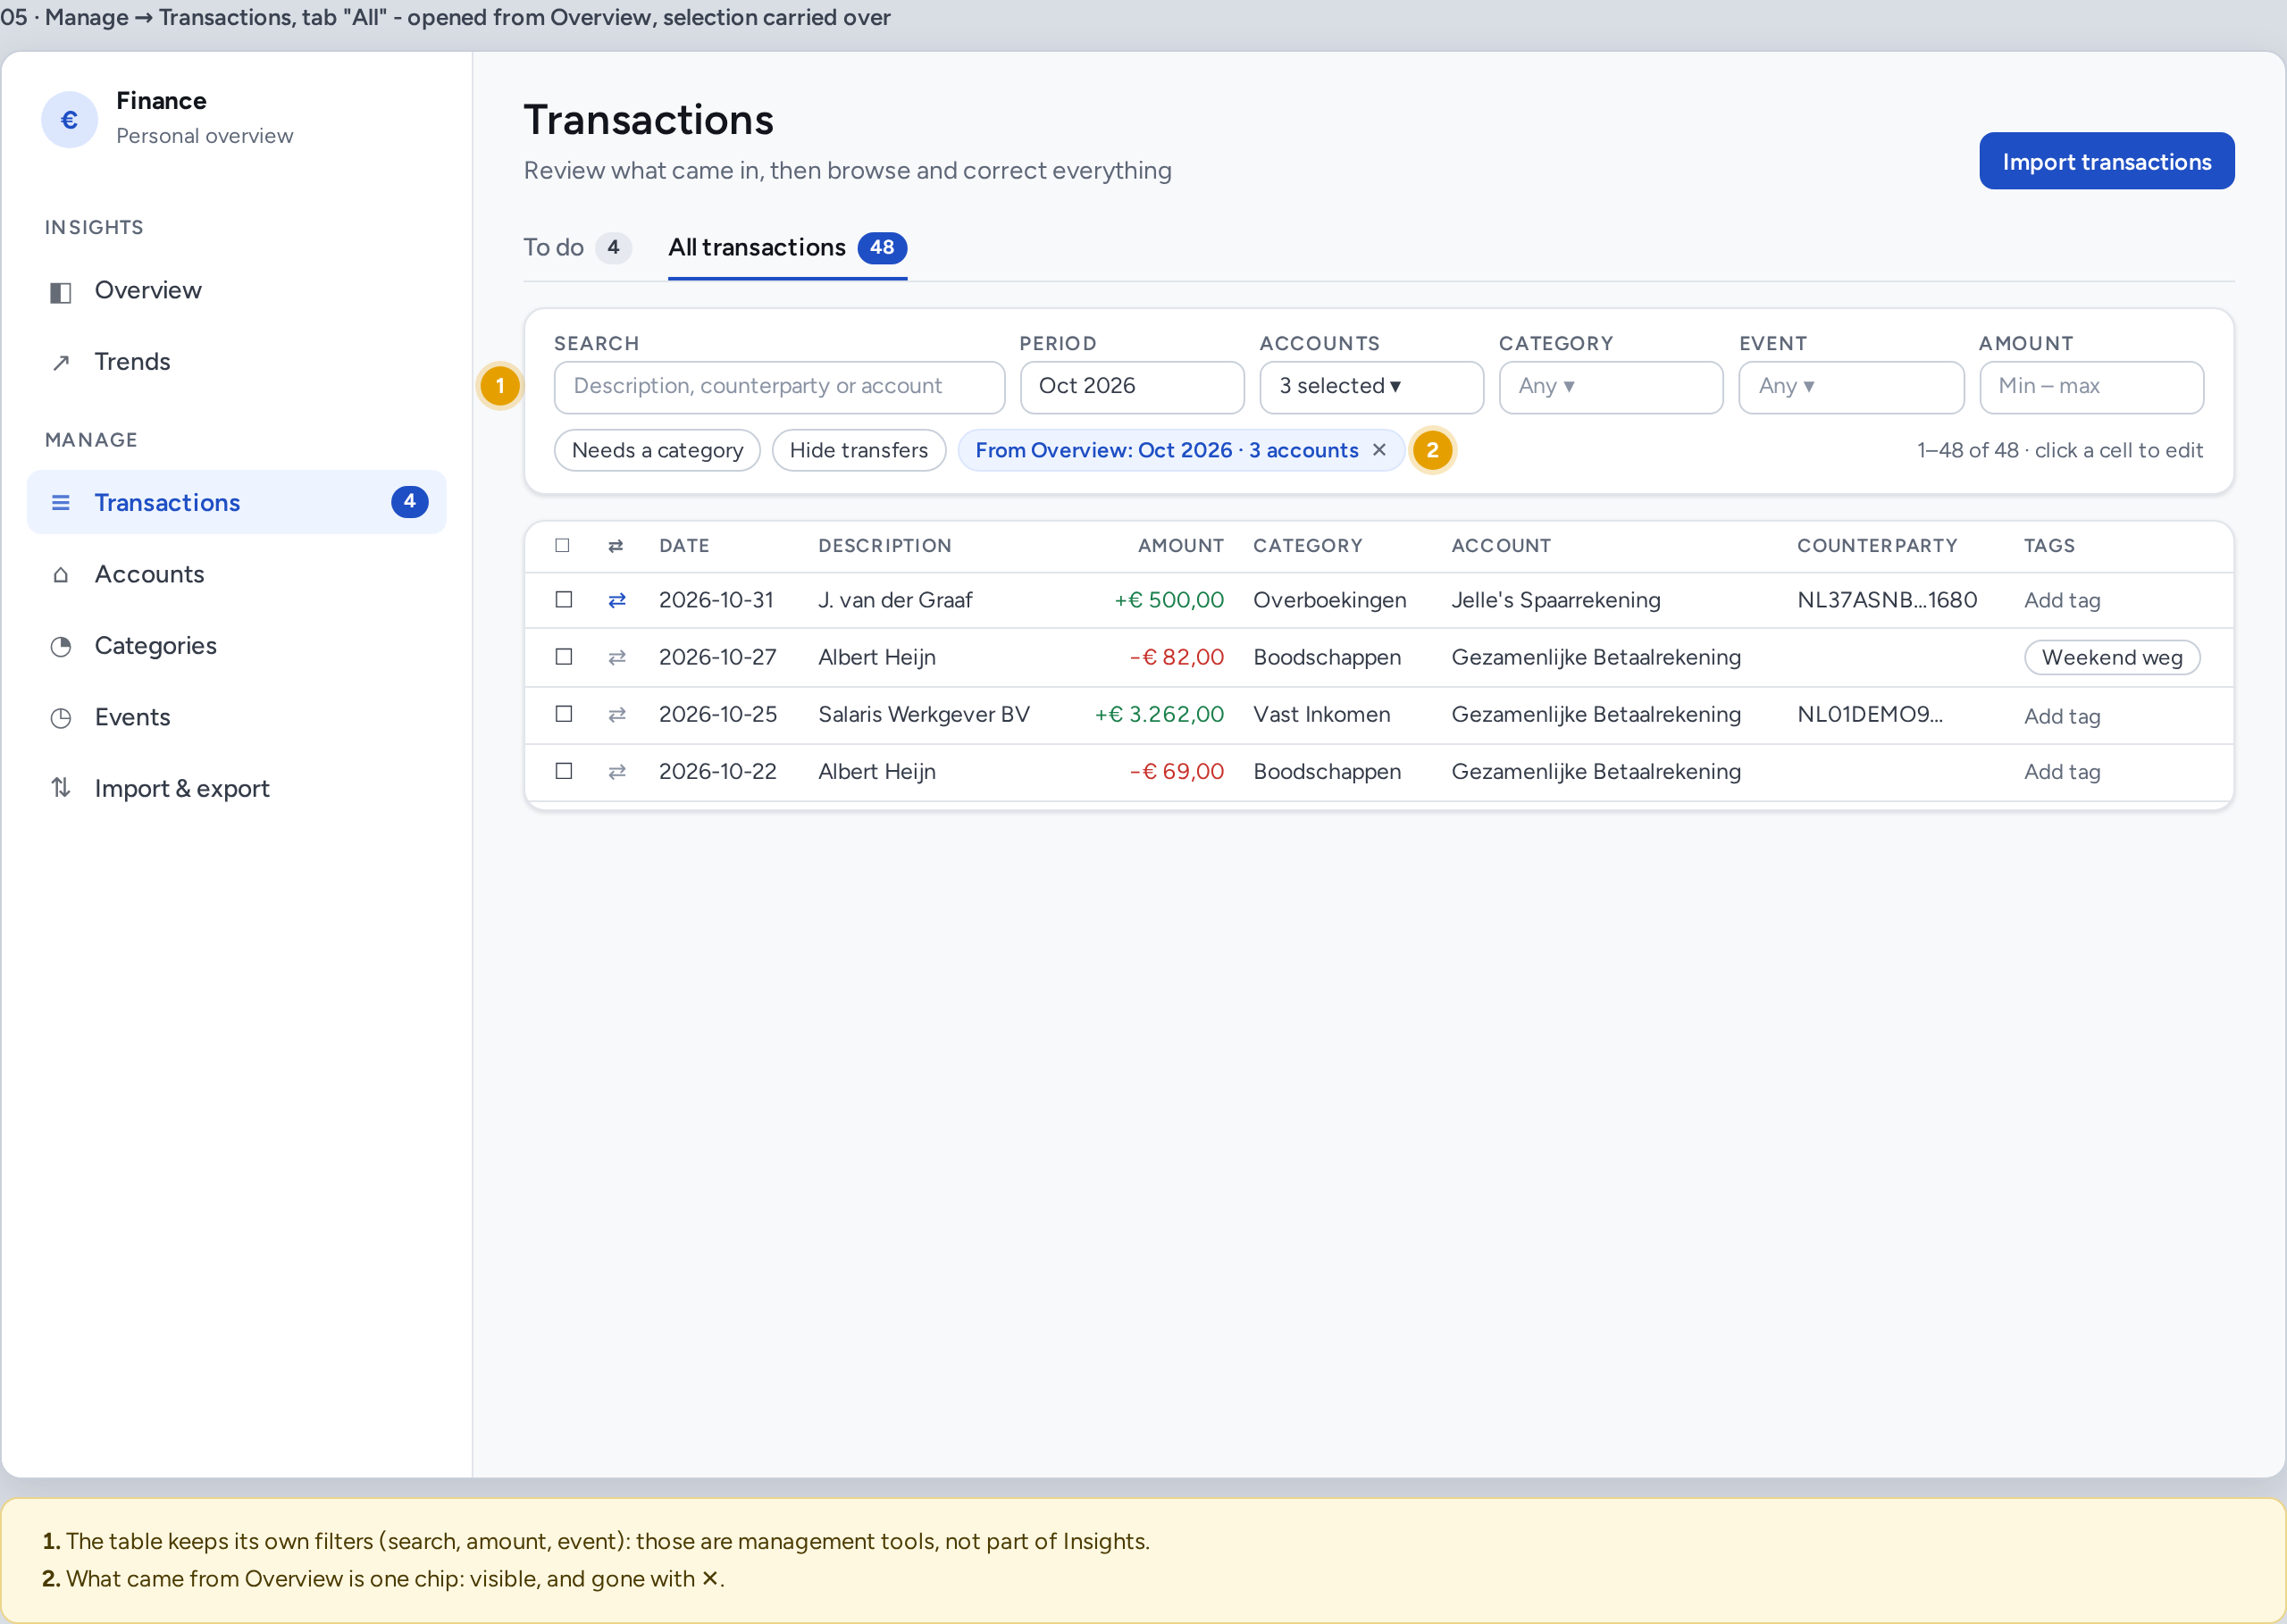 05 · Manage → Transactions, tab "All" - opened from Overview, selection carried over
€
Finance
Personal overview
INSIGHTS
Overview
Trends
MANAGE
Transactions 4
Accounts
Categories
Events
Import & export
Transactions
Review what came in, then browse and correct everything
Import transactions
To do 4 All transactions 48
SEARCH PERIOD ACCOUNTS CATEGORY EVENT AMOUNT
1 Description, counterparty or account Oct 2026 3 selected ▾ Any ▾ Any ▾ Min – max
Needs a category Hide transfers From Overview: Oct 2026 · 3 accounts ✕ 2 1–48 of 48 · click a cell to edit
☐ ⇄ DATE DESCRIPTION AMOUNT CATEGORY ACCOUNT COUNTERPARTY TAGS
☐ ⇄ 2026-10-31 J. van der Graaf +€ 500,00 Overboekingen Jelle's Spaarrekening NL37ASNB…1680 Add tag
☐ ⇄ 2026-10-27 Albert Heijn −€ 82,00 Boodschappen Gezamenlijke Betaalrekening Weekend weg
☐ ⇄ 2026-10-25 Salaris Werkgever BV +€ 3.262,00 Vast Inkomen Gezamenlijke Betaalrekening NL01DEMO9… Add tag
☐ ⇄ 2026-10-22 Albert Heijn −€ 69,00 Boodschappen Gezamenlijke Betaalrekening Add tag
1. The table keeps its own filters (search, amount, event): those are management tools, not part of Insights.
2. What came from Overview is one chip: visible, and gone with ✕.